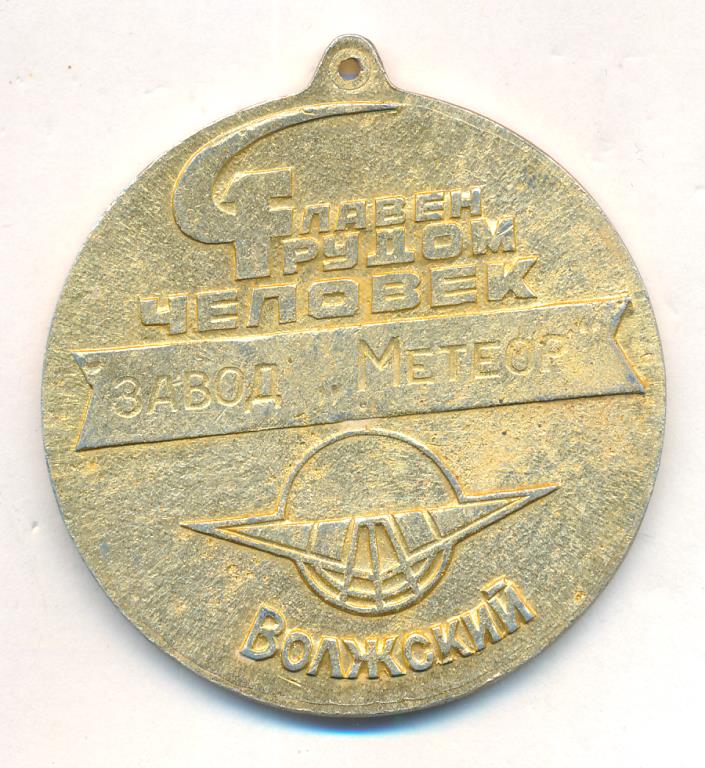 Славен
трудом
человек
Завод „Метеор"
Волжский